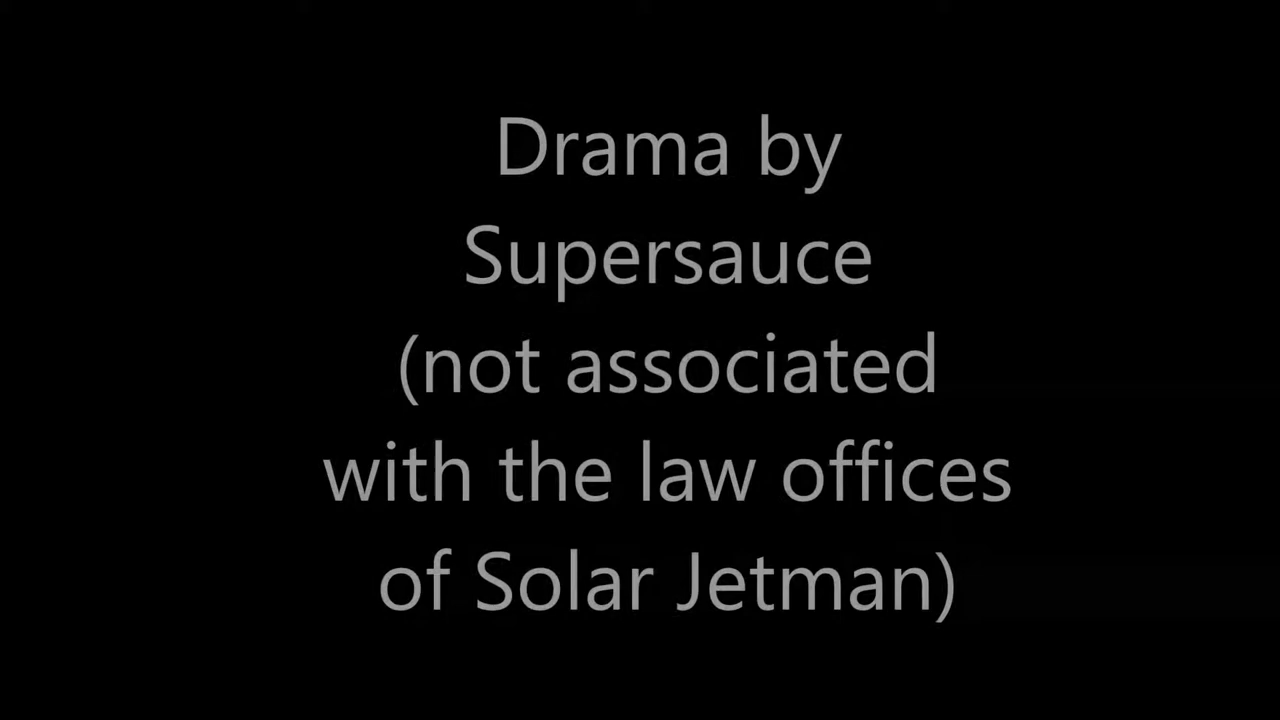 Drama by
Supersauce
(not associated
with the law offices
of Solar Jetman)